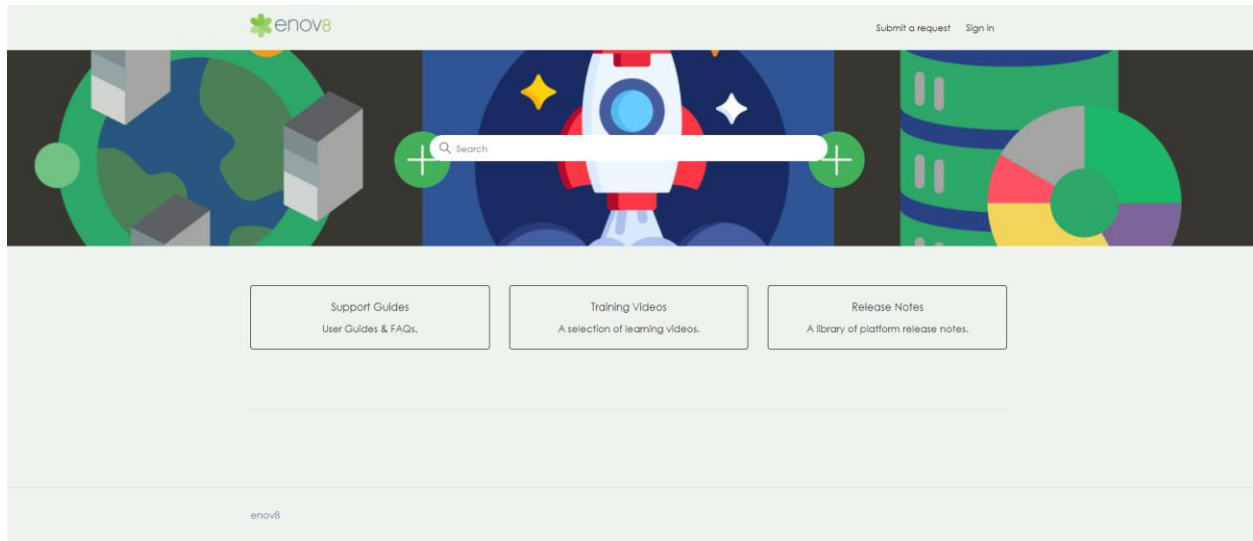 enov8
Submit a request Sign in
Search
Support Guides
User Guides & FAQs.
Training Videos
A selection of learning videos.
Release Notes
A library of platform release notes.
enov8